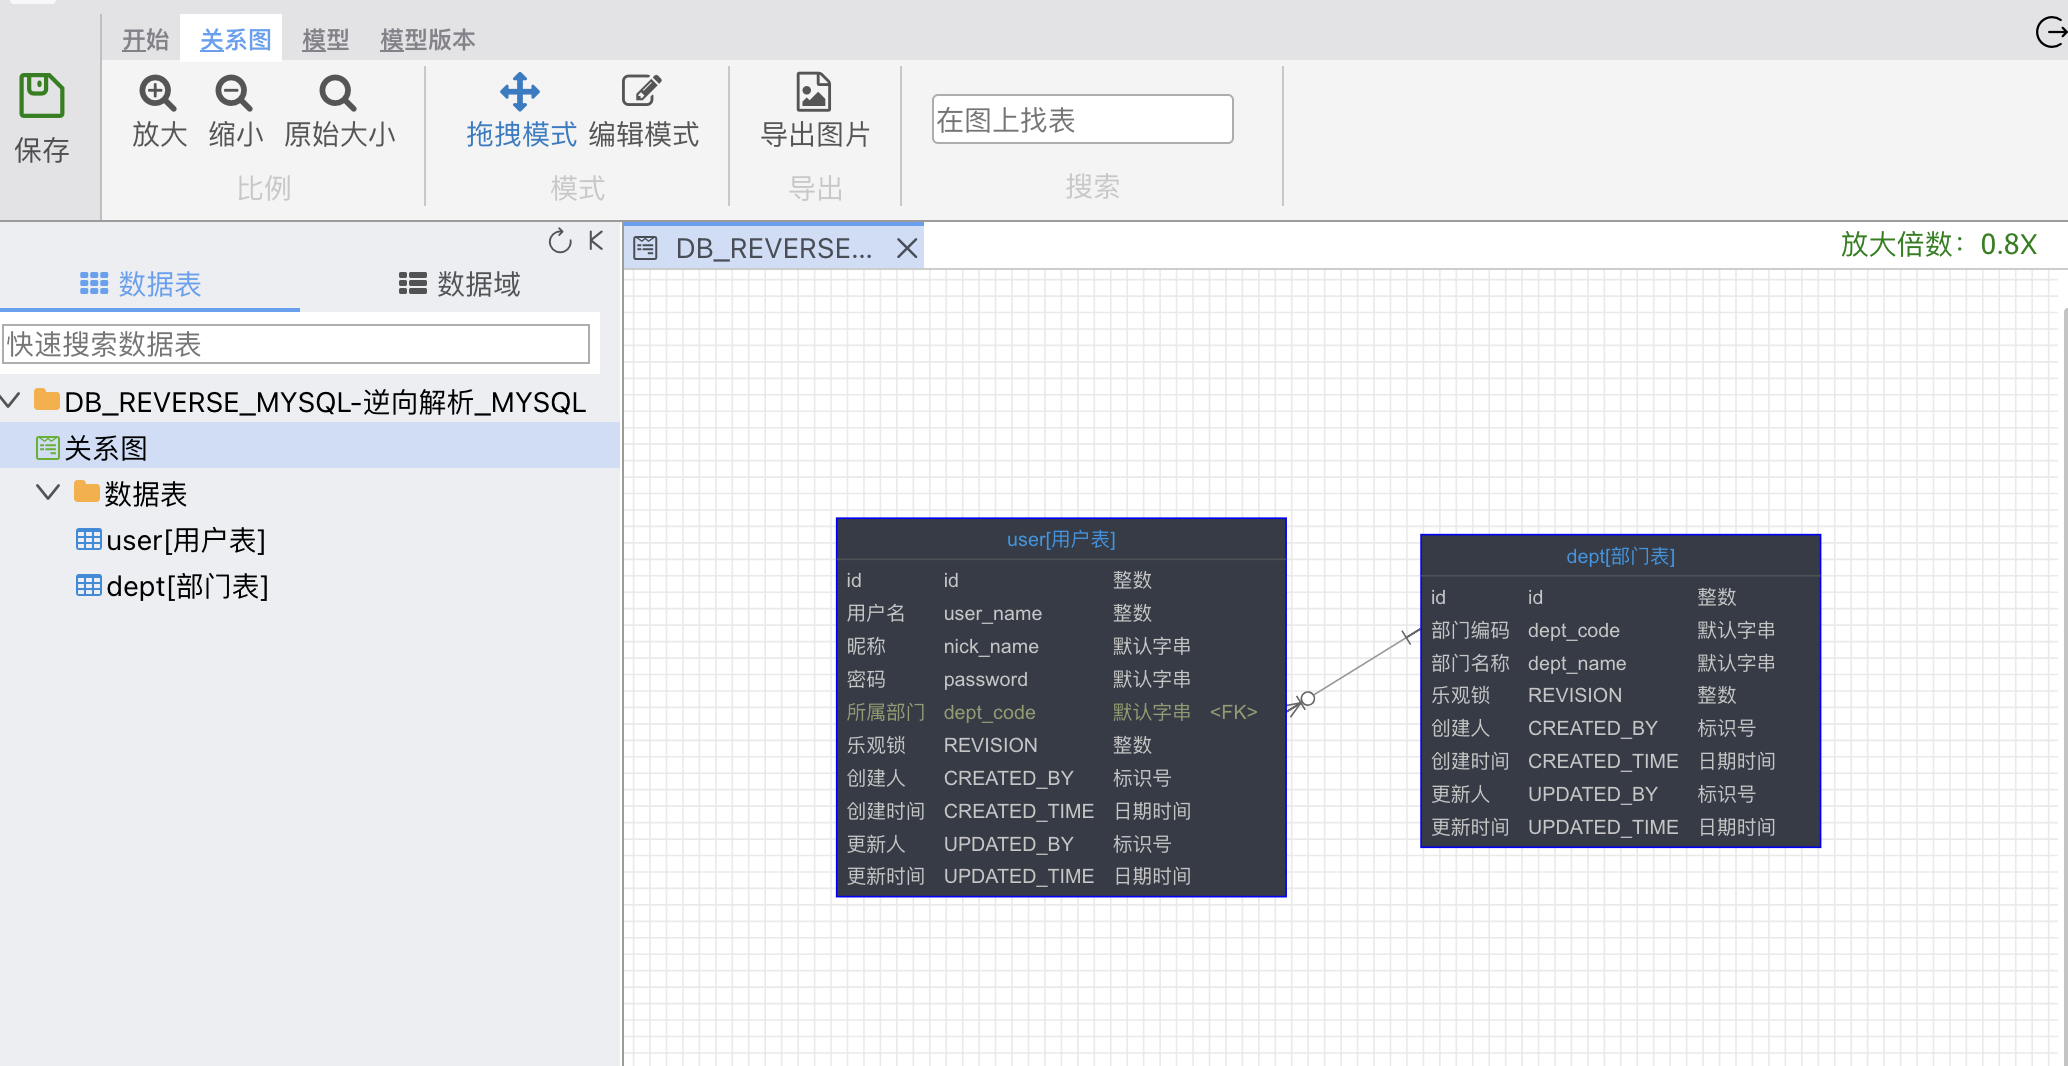 开始 关系图 模型 模型版本
保存
放大 缩小 原始大小
比例
拖拽模式 编辑模式
模式
导出图片
导出
在图上找表
搜索
数据表 数据域
快速搜索数据表
DB_REVERSE_MYSQL-逆向解析_MYSQL
关系图
数据表
user[用户表]
dept[部门表]
DB_REVERSE...
放大倍数：0.8X
user[用户表]
id id 整数
用户名 user_name 整数
昵称 nick_name 默认字串
密码 password 默认字串
所属部门 dept_code 默认字串 <FK>
乐观锁 REVISION 整数
创建人 CREATED_BY 标识号
创建时间 CREATED_TIME 日期时间
更新人 UPDATED_BY 标识号
更新时间 UPDATED_TIME 日期时间
dept[部门表]
id id 整数
部门编码 dept_code 默认字串
部门名称 dept_name 默认字串
乐观锁 REVISION 整数
创建人 CREATED_BY 标识号
创建时间 CREATED_TIME 日期时间
更新人 UPDATED_BY 标识号
更新时间 UPDATED_TIME 日期时间